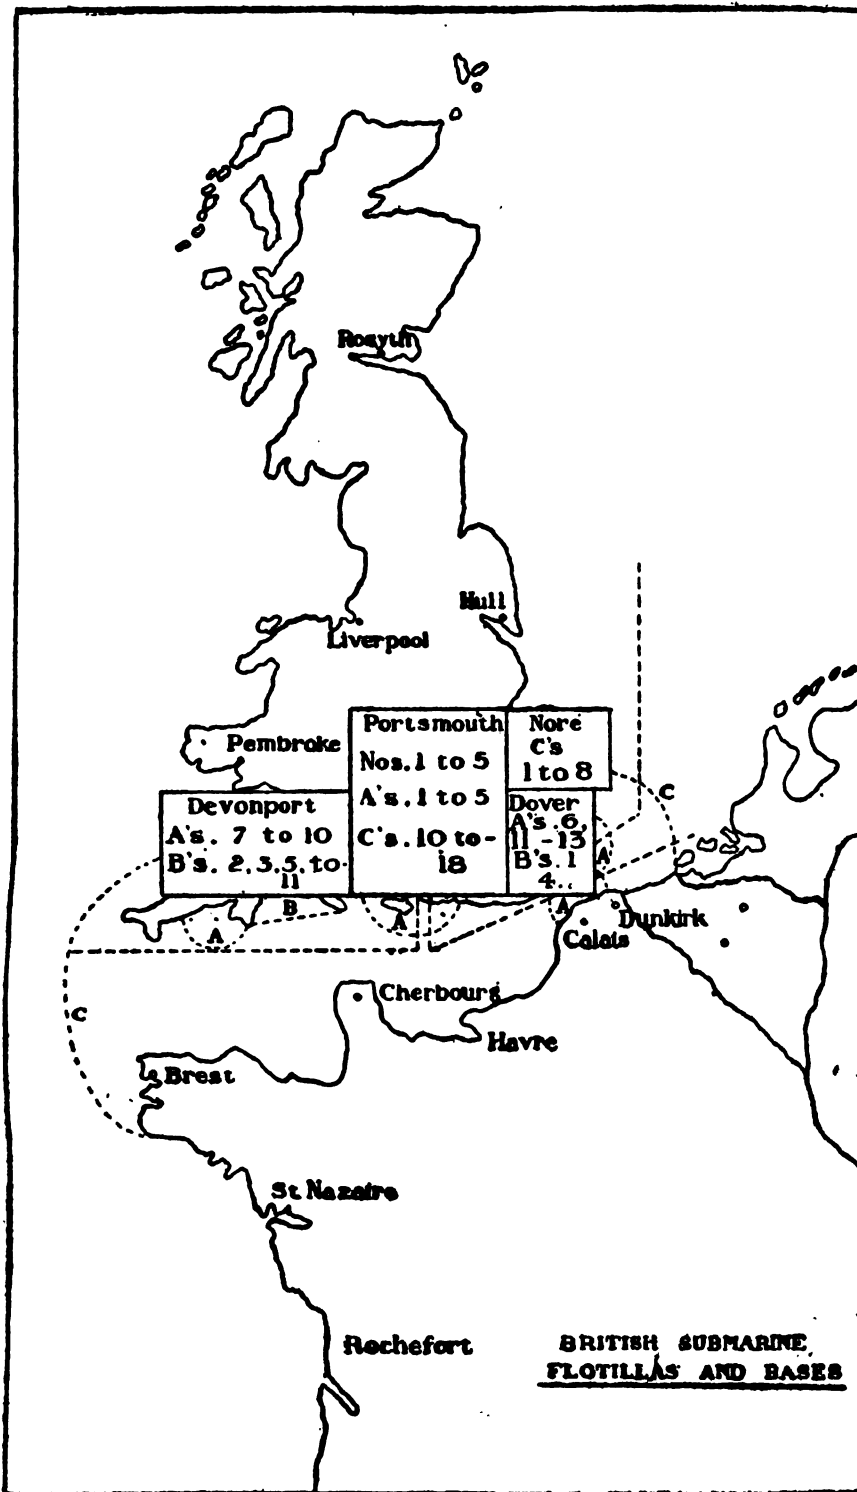 Rosyth
Hull
Liverpool
Pembroke
Portsmouth
Nos. 1 to 5
A's. 1 to 5
C's. 10 to-
18
Nore
C's
1 to 8
Devonport
A's. 7 to 10
B's. 2, 3, 5, to
11
Dover
A's. 6,
11 - 13
B's. 1
4..
C
A
B
A
A
A
C
Dunkirk
Calais
Cherbourg
Havre
Brest
St Nazaire
Rochefort
BRITISH SUBMARINE
FLOTILLAS AND BASES